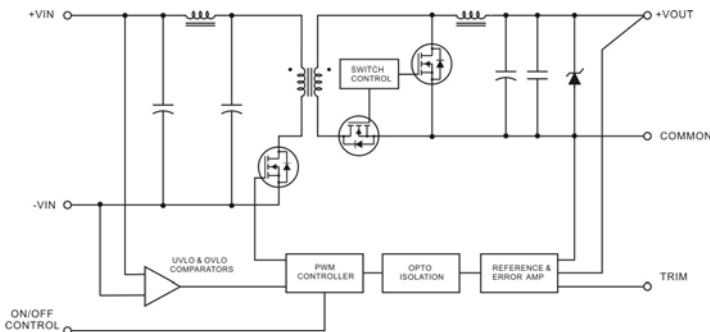 +VIN
+VOUT
SWITCH
CONTROL
COMMON
-VIN
UVLO & OVLO
COMPARATORS
PWM
CONTROLLER
OPTO
ISOLATION
REFERENCE &
ERROR AMP
TRIM
ON/OFF
CONTROL